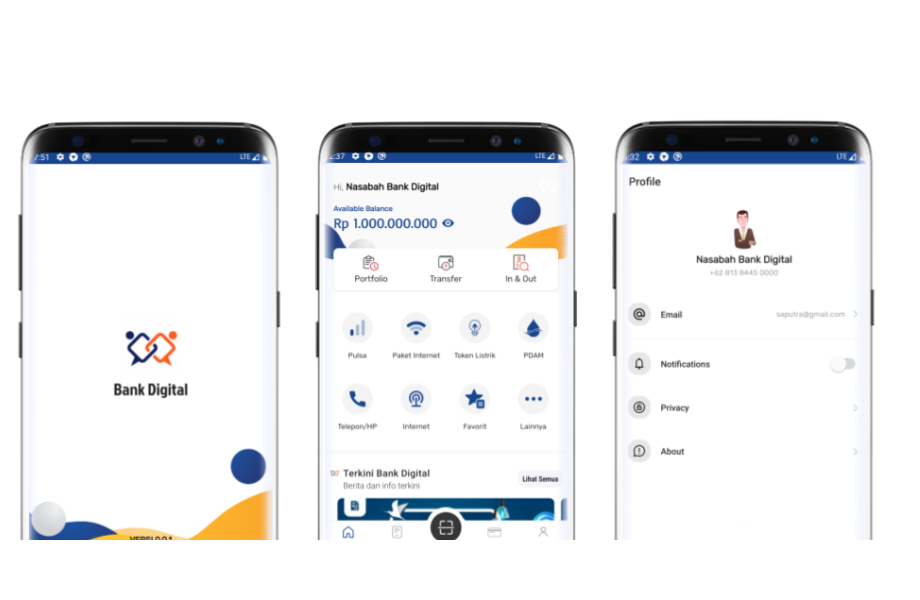 7:51
LTE
Bank Digital
VERSI 0.0.1
:37
LTE
Hi, Nasabah Bank Digital
Available Balance
Rp 1.000.000.000
Portfolio
Transfer
In & Out
Pulsa
Paket Internet
Token Listrik
PDAM
Telepon/HP
Internet
Favorit
Lainnya
Terkini Bank Digital
Berita dan info terkini
Lihat Semua
:32
LTE
Profile
Nasabah Bank Digital
+62 813 8445 0000
Email
saputra@gmail.com
Notifications
Privacy
About